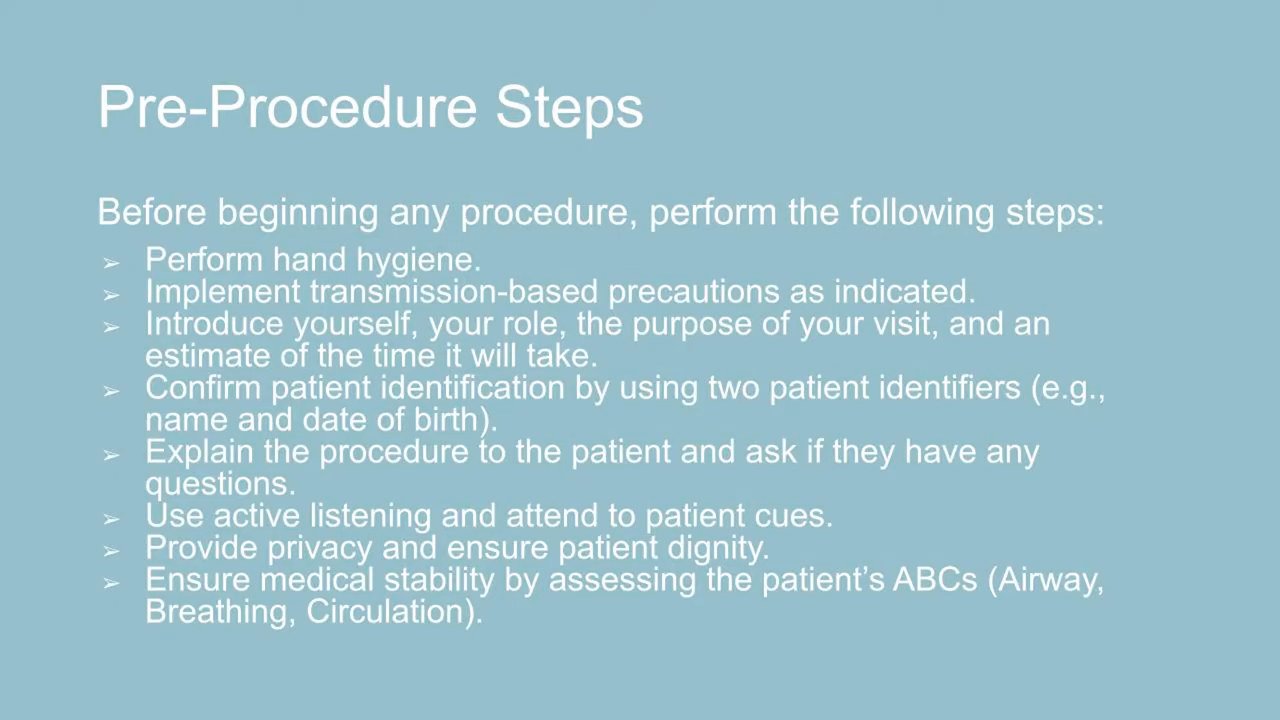 Pre-Procedure Steps
Before beginning any procedure, perform the following steps:
➢ Perform hand hygiene.
➢ Implement transmission-based precautions as indicated.
➢ Introduce yourself, your role, the purpose of your visit, and an
estimate of the time it will take.
➢ Confirm patient identification by using two patient identifiers (e.g.,
name and date of birth).
➢ Explain the procedure to the patient and ask if they have any
questions.
➢ Use active listening and attend to patient cues.
➢ Provide privacy and ensure patient dignity.
➢ Ensure medical stability by assessing the patient’s ABCs (Airway,
Breathing, Circulation).